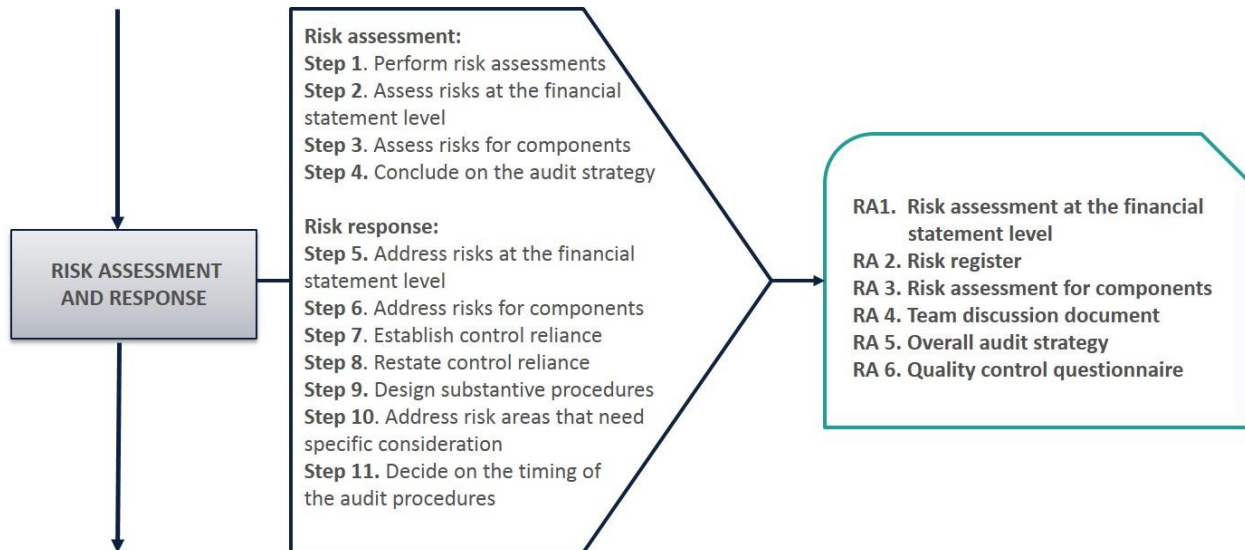 RISK ASSESSMENT
AND RESPONSE
Risk assessment:
Step 1. Perform risk assessments
Step 2. Assess risks at the financial
statement level
Step 3. Assess risks for components
Step 4. Conclude on the audit strategy
Risk response:
Step 5. Address risks at the financial
statement level
Step 6. Address risks for components
Step 7. Establish control reliance
Step 8. Restate control reliance
Step 9. Design substantive procedures
Step 10. Address risk areas that need
specific consideration
Step 11. Decide on the timing of
the audit procedures
RA1. Risk assessment at the financial
statement level
RA 2. Risk register
RA 3. Risk assessment for components
RA 4. Team discussion document
RA 5. Overall audit strategy
RA 6. Quality control questionnaire